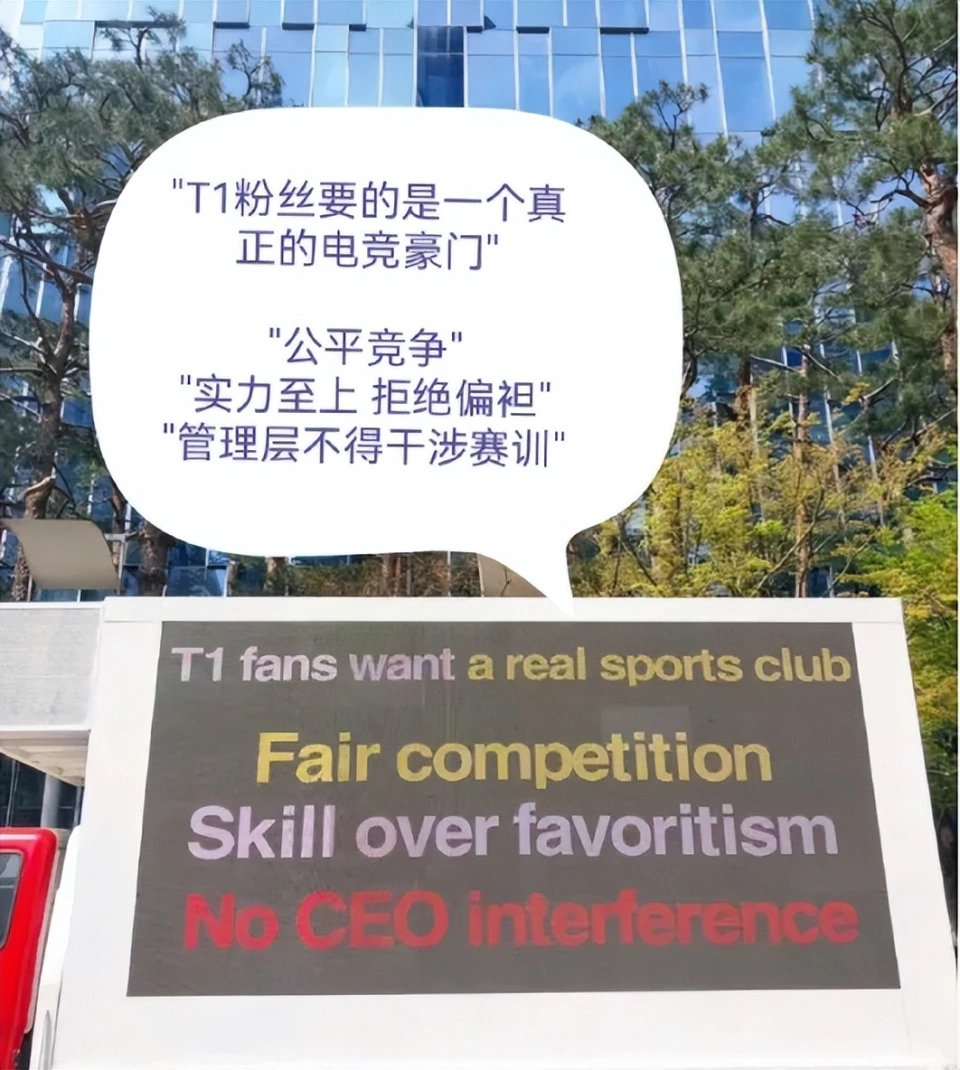 "T1粉丝要的是一个真
正的电竞豪门"
"公平竞争"
"实力至上 拒绝偏袒"
"管理层不得干涉赛训"
T1 fans want a real sports club
Fair competition
Skill over favoritism
No CEO interference